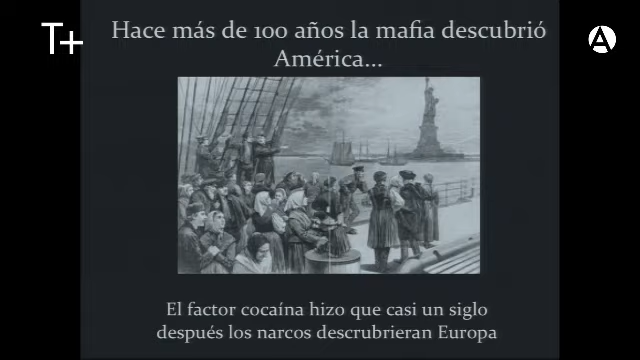 T+
Hace más de 100 años la mafia descubrió
América...
A
El factor cocaína hizo que casi un siglo
después los narcos descrubrieran Europa